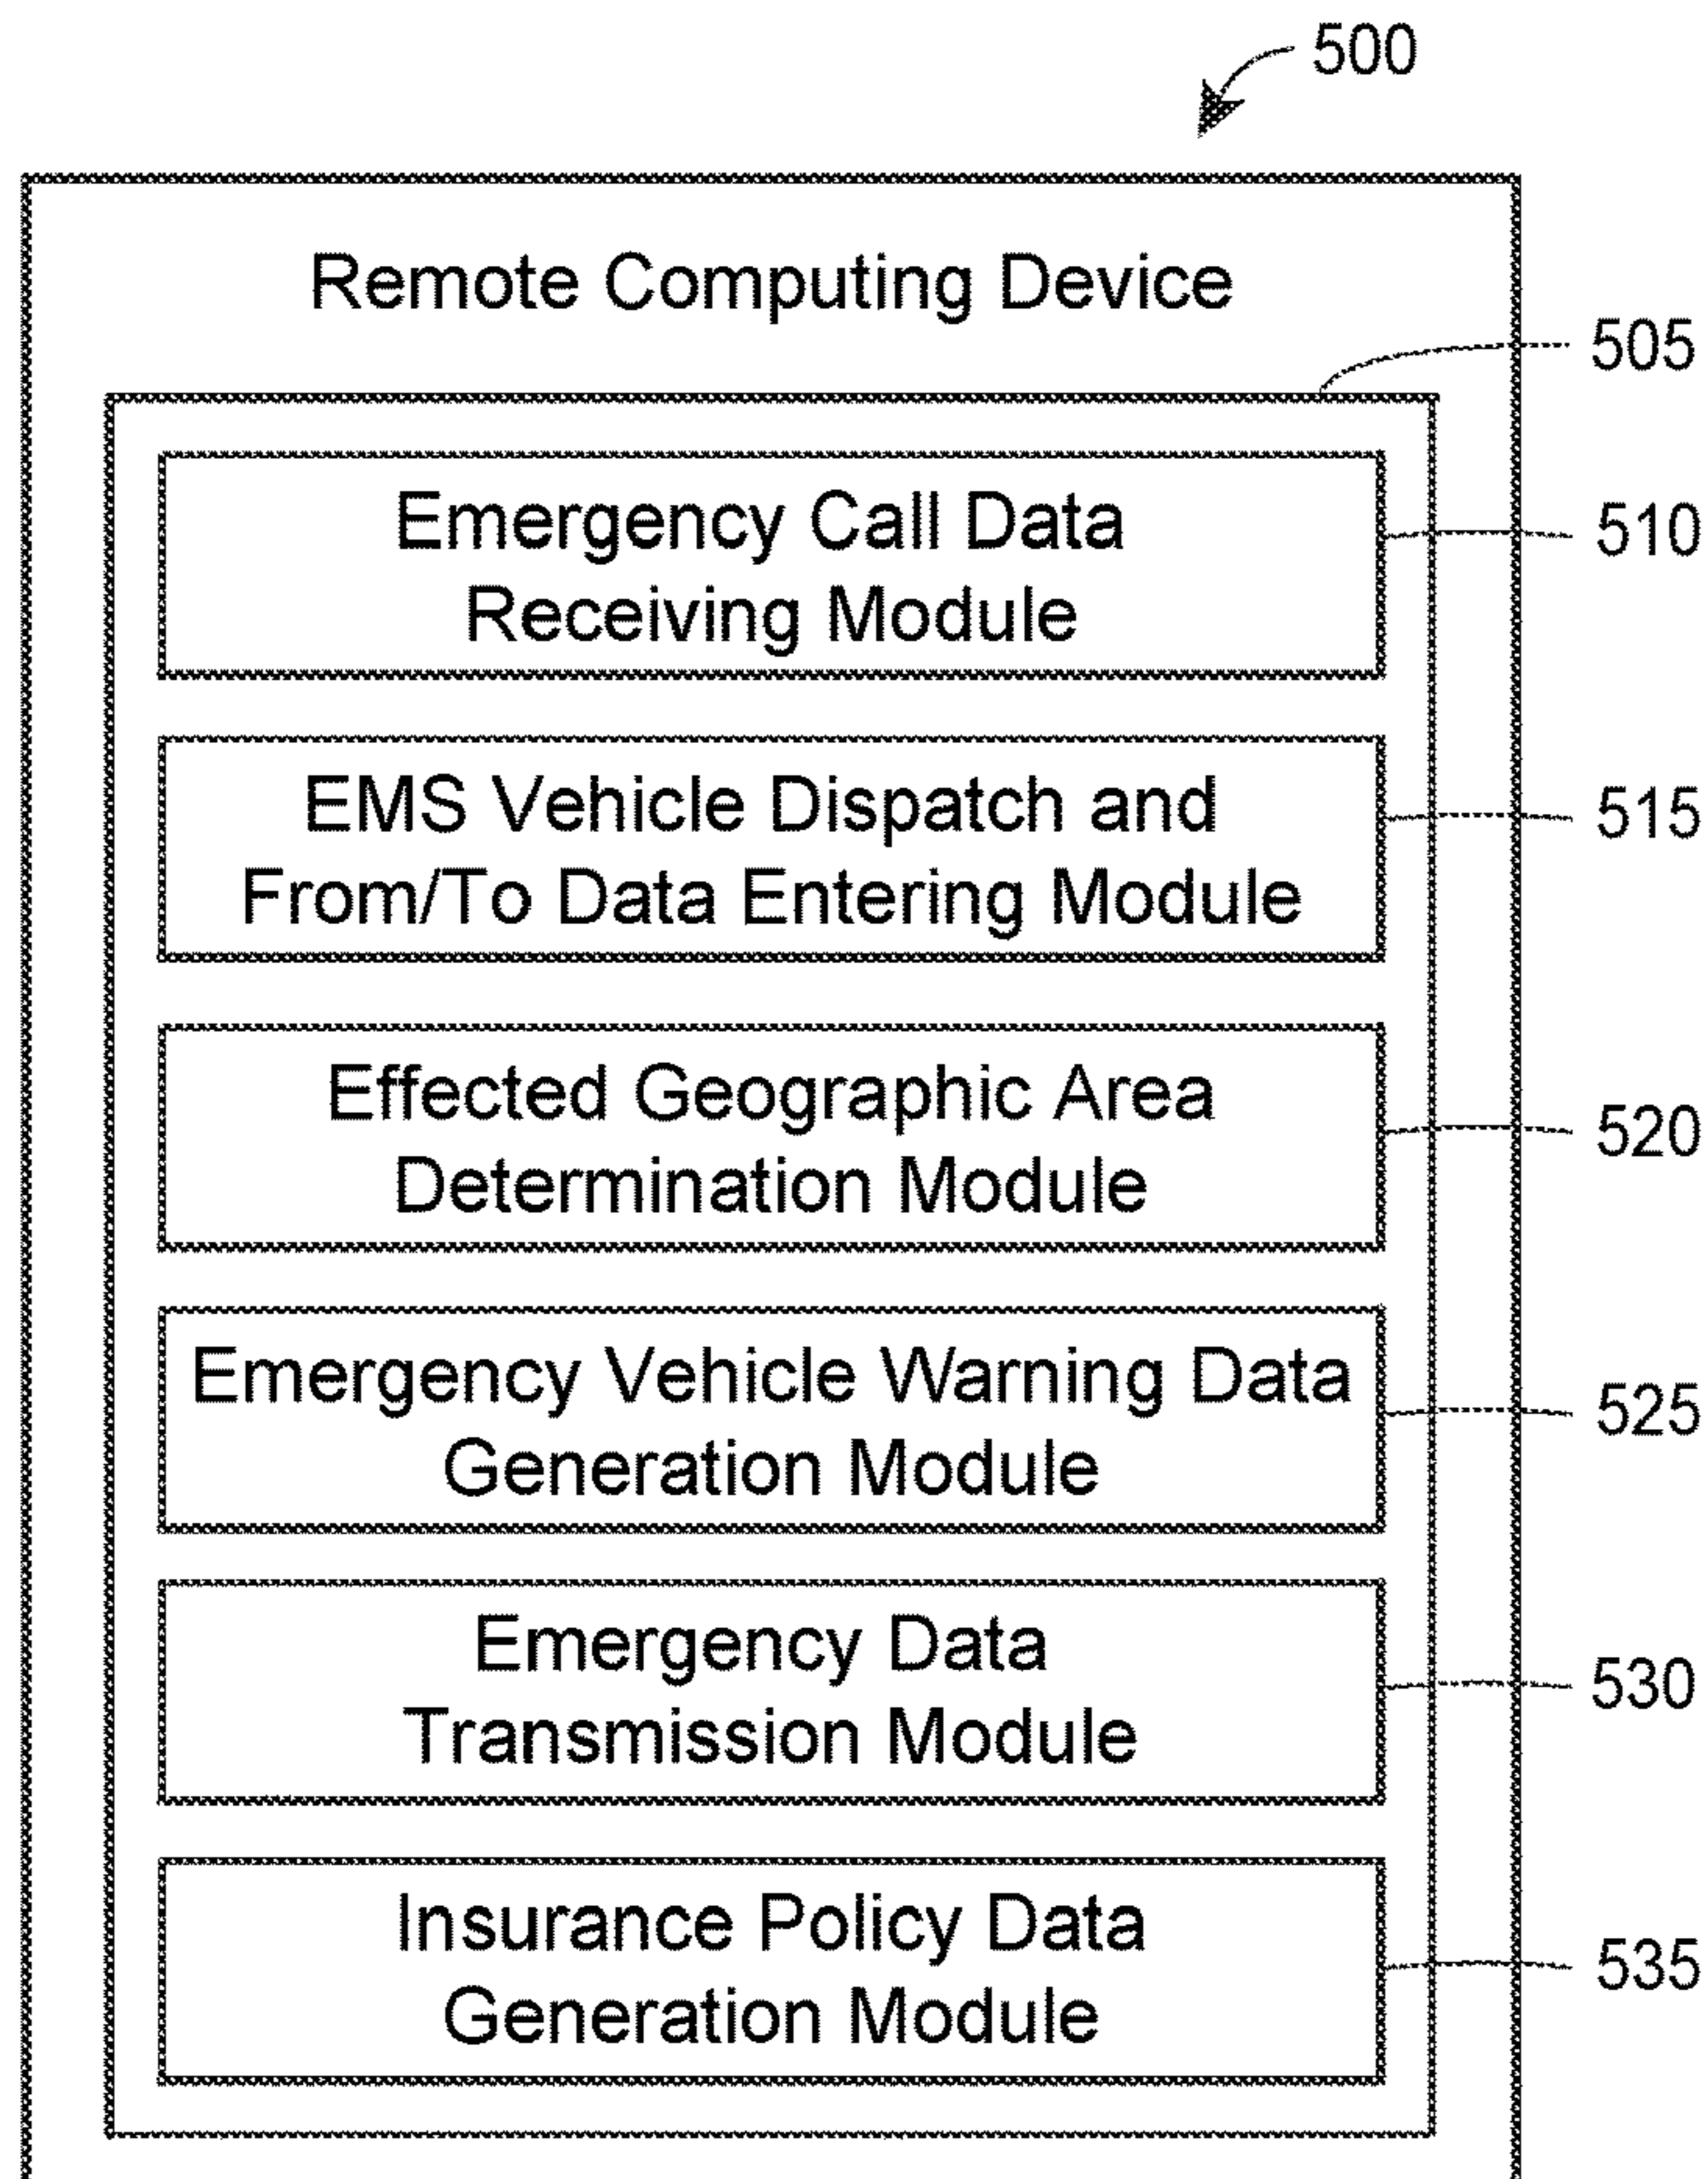 500
Remote Computing Device
505
Emergency Call Data
Receiving Module
510
EMS Vehicle Dispatch and
From/To Data Entering Module
515
Effected Geographic Area
Determination Module
520
Emergency Vehicle Warning Data
Generation Module
525
Emergency Data
Transmission Module
530
Insurance Policy Data
Generation Module
535